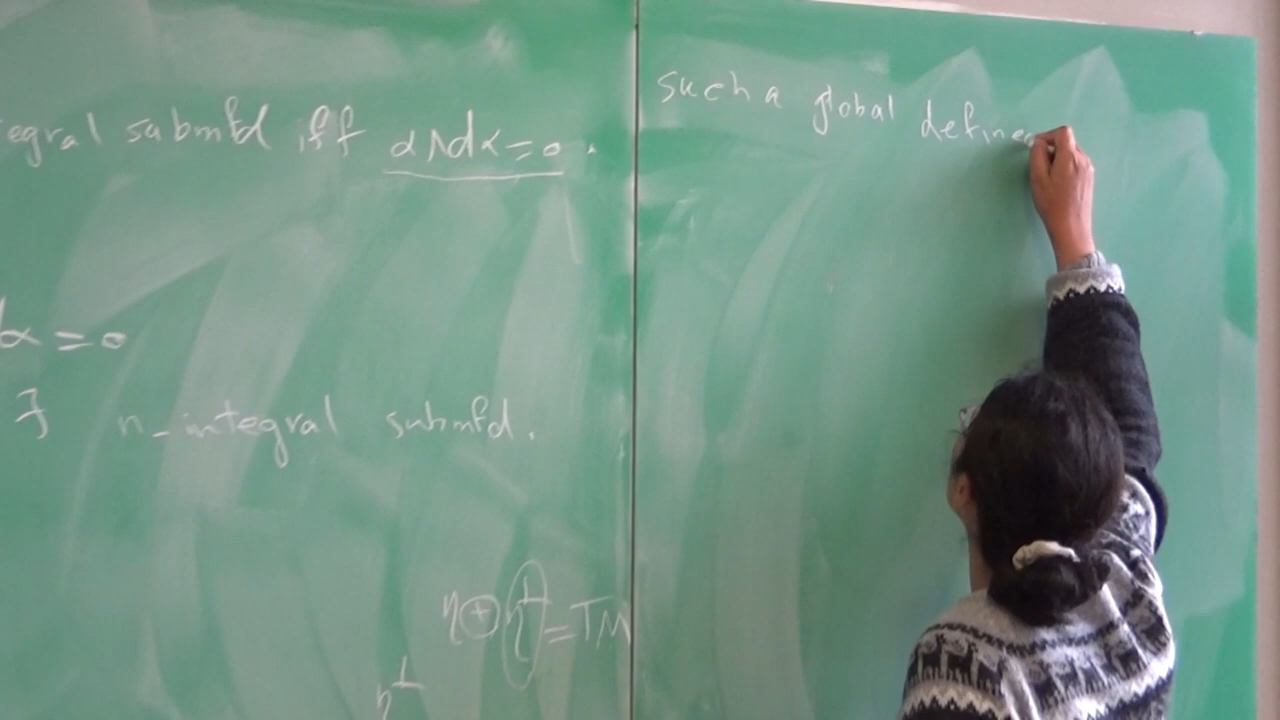 egral submfd iff α∧dα=0.
α=0
} n-integral submfd.
η⊕η⊥=TM
η⊥
such a global define